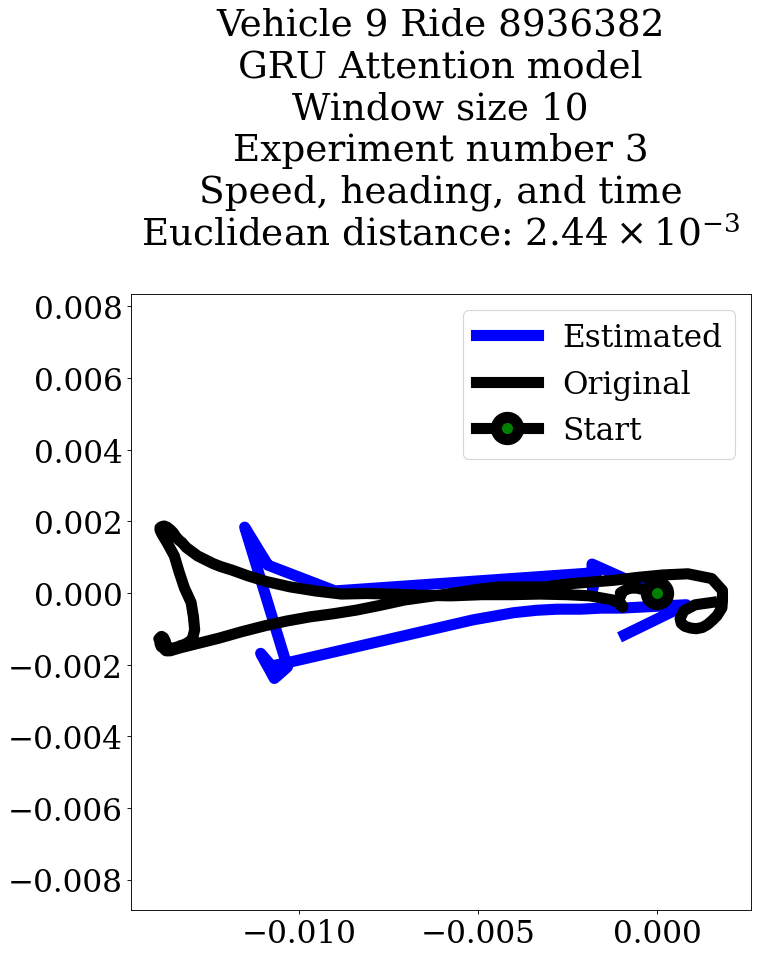 Vehicle 9 Ride 8936382
GRU Attention model
Window size 10
Experiment number 3
Speed, heading, and time
Euclidean distance: 2.44 × 10⁻³
Estimated
Original
Start
0.008
0.006
0.004
0.002
0.000
−0.002
−0.004
−0.006
−0.008
−0.010 −0.005 0.000